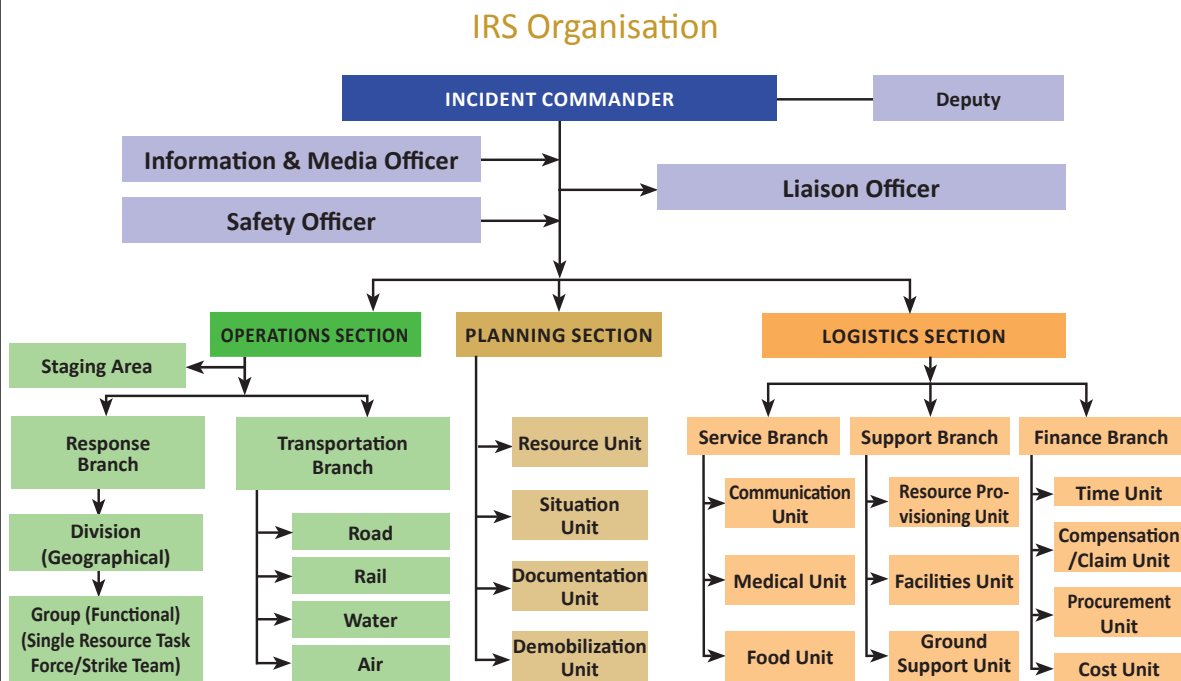 IRS Organisation
INCIDENT COMMANDER
Deputy
Information & Media Officer
Liaison Officer
Safety Officer
OPERATIONS SECTION
PLANNING SECTION
LOGISTICS SECTION
Staging Area
Response
Branch
Transportation
Branch
Division
(Geographical)
Group (Functional)
(Single Resource Task
Force/Strike Team)
Road
Rail
Water
Air
Resource Unit
Situation
Unit
Documentation
Unit
Demobilization
Unit
Service Branch
Communication
Unit
Medical Unit
Food Unit
Support Branch
Resource Pro-
visioning Unit
Facilities Unit
Ground
Support Unit
Finance Branch
Time Unit
Compensation
/Claim Unit
Procurement
Unit
Cost Unit